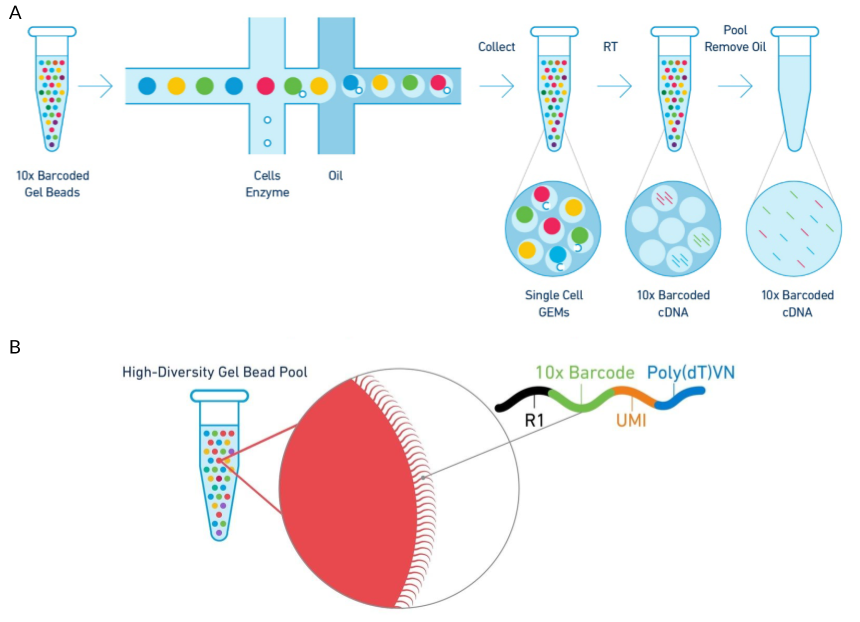 A
10x Barcoded
Gel Beads
Cells
Enzyme
Oil
Collect
RT
Pool
Remove Oil
Single Cell
GEMs
10x Barcoded
cDNA
10x Barcoded
cDNA
B
High-Diversity Gel Bead Pool
10x Barcode
Poly(dT)VN
R1
UMI